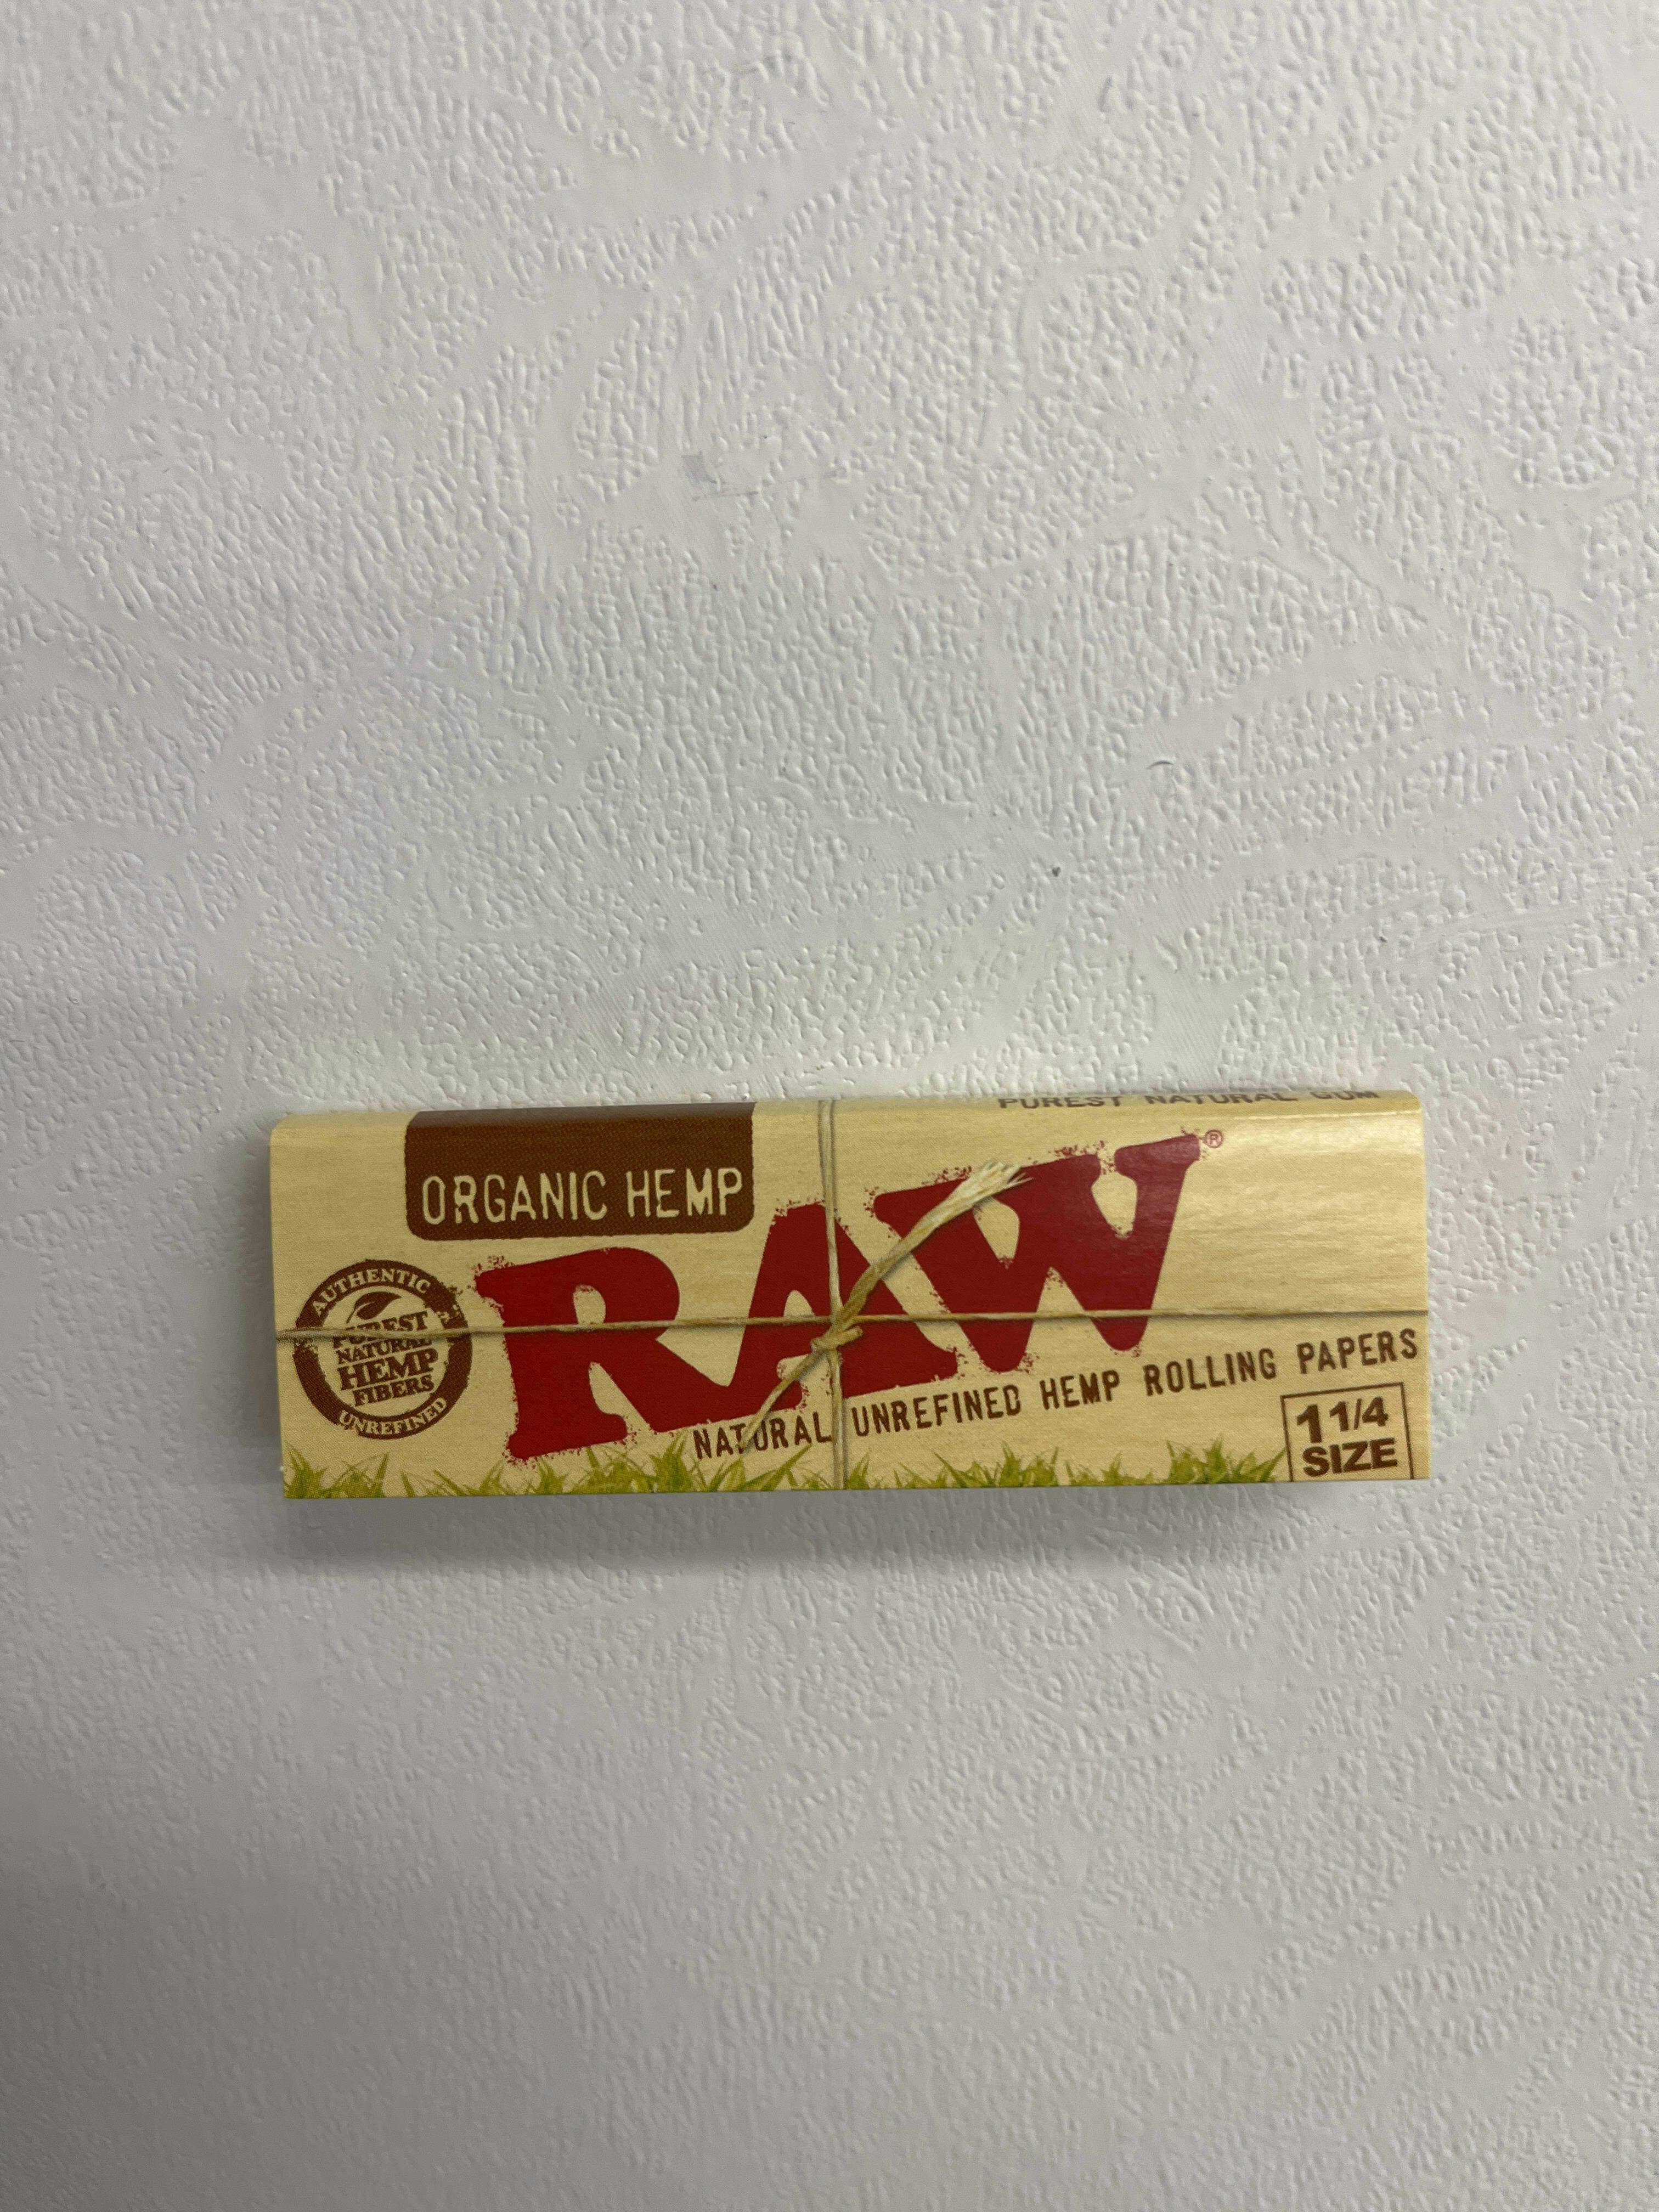 PUREST NATURAL GUM
ORGANIC HEMP
RAW®
AUTHENTIC
PUREST
NATURAL
HEMP
FIBERS
UNREFINED
NATURAL UNREFINED HEMP ROLLING PAPERS
1 1/4
SIZE